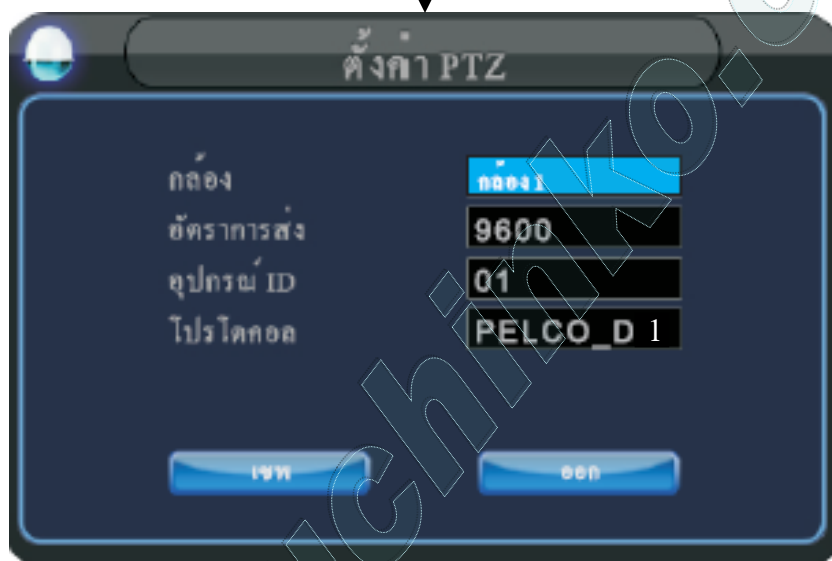 ตั้งค่า PTZ
กล้อง กล้อง 1
อัตราการส่ง 9600
อุปกรณ์ ID 01
โปรโตคอล PELCO_D 1
เซฟ ออก